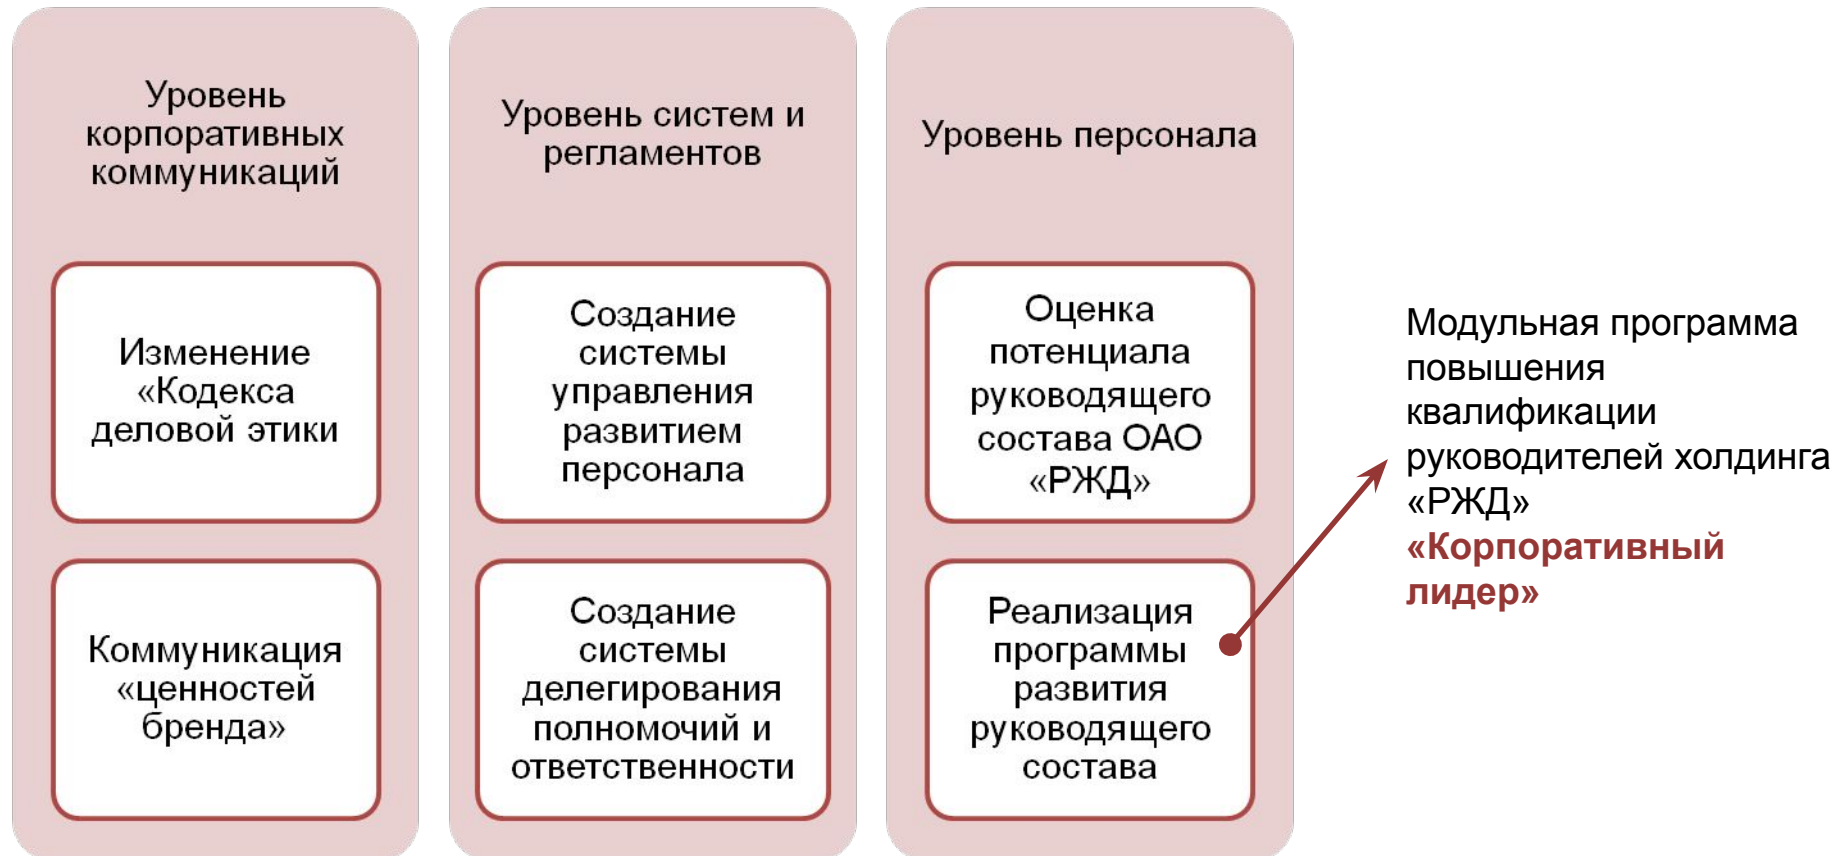 Уровень
корпоративных
коммуникаций
Изменение
«Кодекса
деловой этики
Коммуникация
«ценностей
бренда»
Уровень систем и
регламентов
Создание
системы
управления
развитием
персонала
Создание
системы
делегирования
полномочий и
ответственности
Уровень персонала
Оценка
потенциала
руководящего
состава ОАО
«РЖД»
Реализация
программы
развития
руководящего
состава
Модульная программа
повышения
квалификации
руководителей холдинга
«РЖД»
«Корпоративный
лидер»